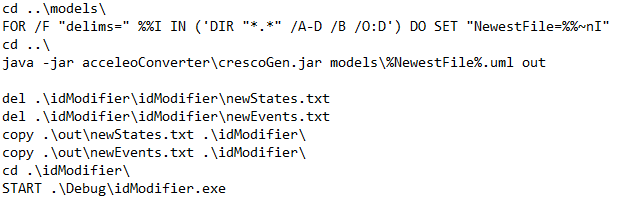 cd ..\models\
FOR /F "delims=" %%I IN ('DIR "*.*" /A-D /B /O:D') DO SET "NewestFile=%%~nI"
cd ..\
java -jar acceleoConverter\crescoGen.jar models\%NewestFile%.uml out
del .\idModifier\idModifier\newStates.txt
del .\idModifier\idModifier\newEvents.txt
copy .\out\newStates.txt .\idModifier\
copy .\out\newEvents.txt .\idModifier\
cd .\idModifier\
START .\Debug\idModifier.exe